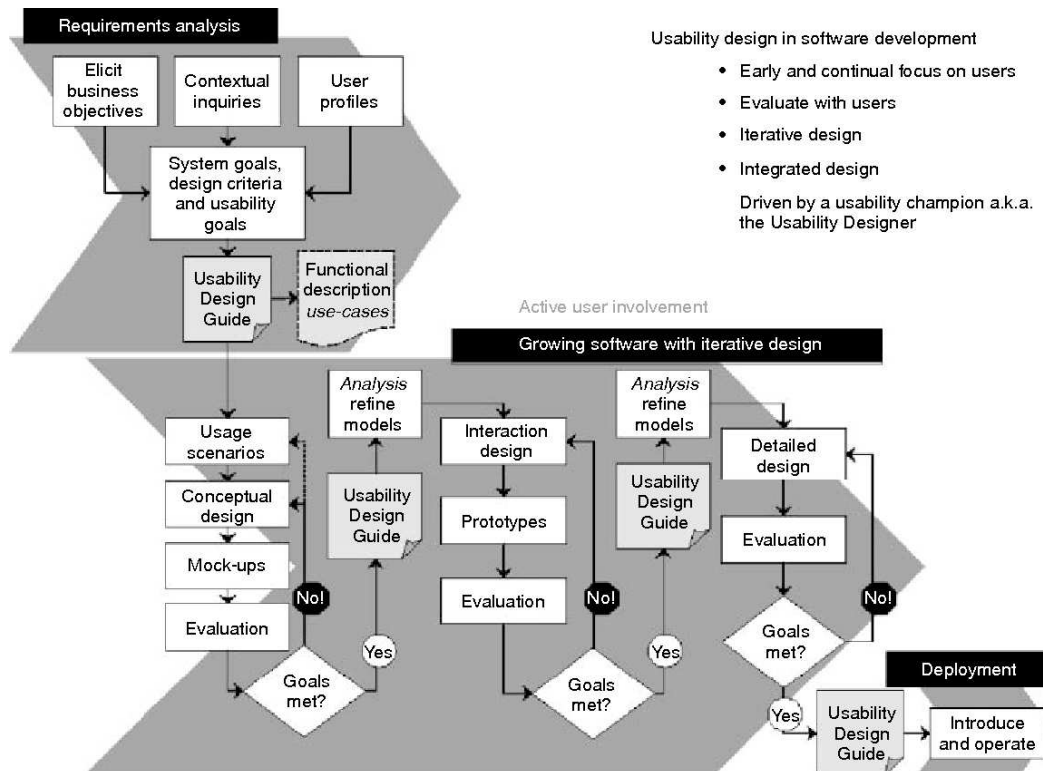 Requirements analysis
Elicit
business
objectives
Contextual
inquiries
User
profiles
System goals,
design criteria
and usability
goals
Usability
Design
Guide
Functional
description
use-cases
Usability design in software development
• Early and continual focus on users
• Evaluate with users
• Iterative design
• Integrated design
Driven by a usability champion a.k.a.
the Usability Designer
Active user involvement
Growing software with iterative design
Usage
scenarios
Conceptual
design
Mock-ups
Evaluation
Goals
met?
No!
Yes
Usability
Design
Guide
Analysis
refine
models
Interaction
design
Prototypes
Evaluation
Goals
met?
No!
Yes
Usability
Design
Guide
Analysis
refine
models
Detailed
design
Evaluation
Goals
met?
No!
Yes
Deployment
Usability
Design
Guide
Introduce
and operate